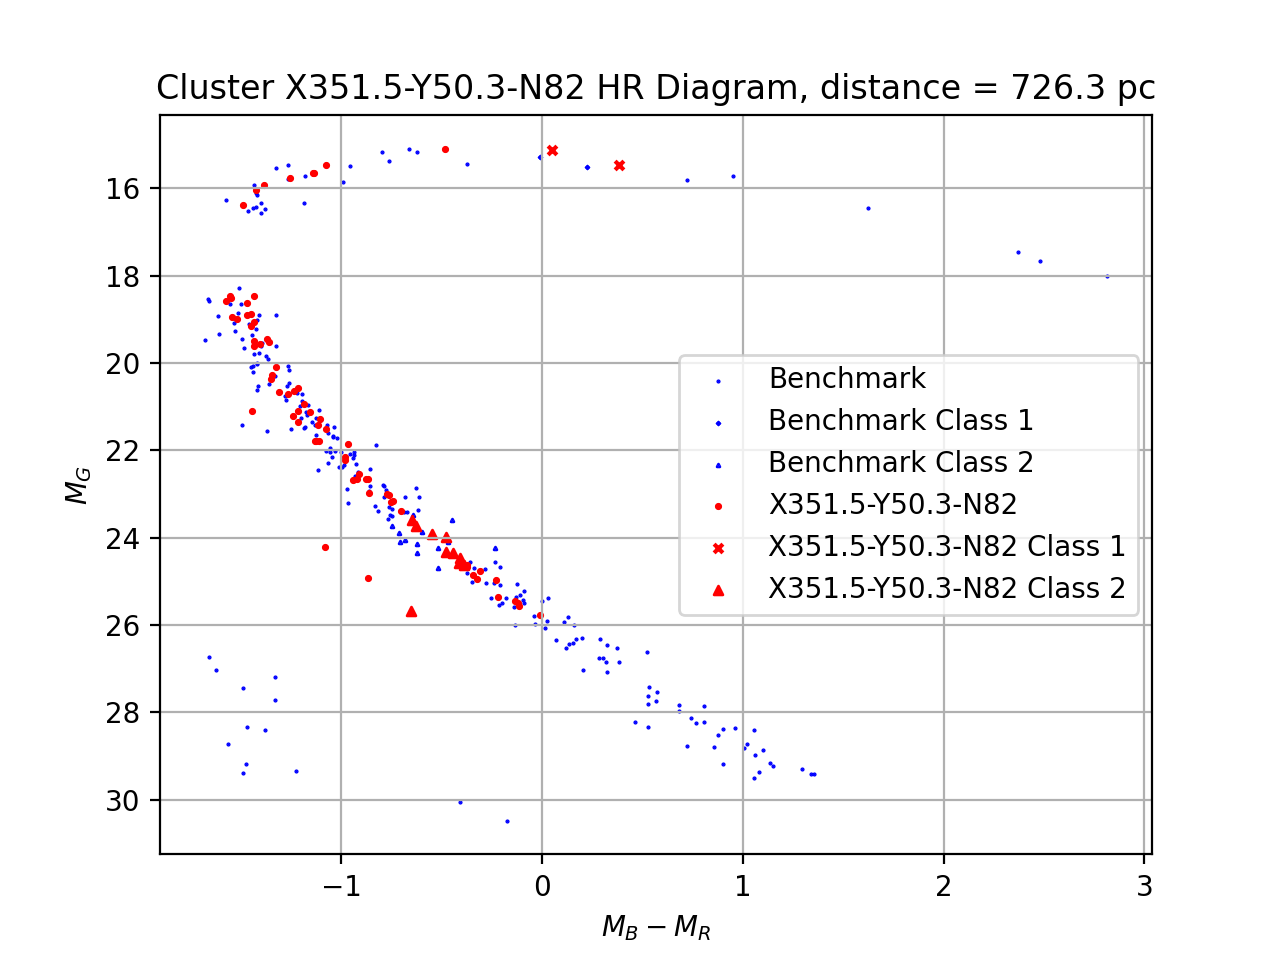 Cluster X351.5-Y50.3-N82 HR Diagram, distance = 726.3 pc
16
18
20
22
24
26
28
30
M_G
Benchmark
Benchmark Class 1
Benchmark Class 2
X351.5-Y50.3-N82
X351.5-Y50.3-N82 Class 1
X351.5-Y50.3-N82 Class 2
−1 0 1 2 3
M_B − M_R